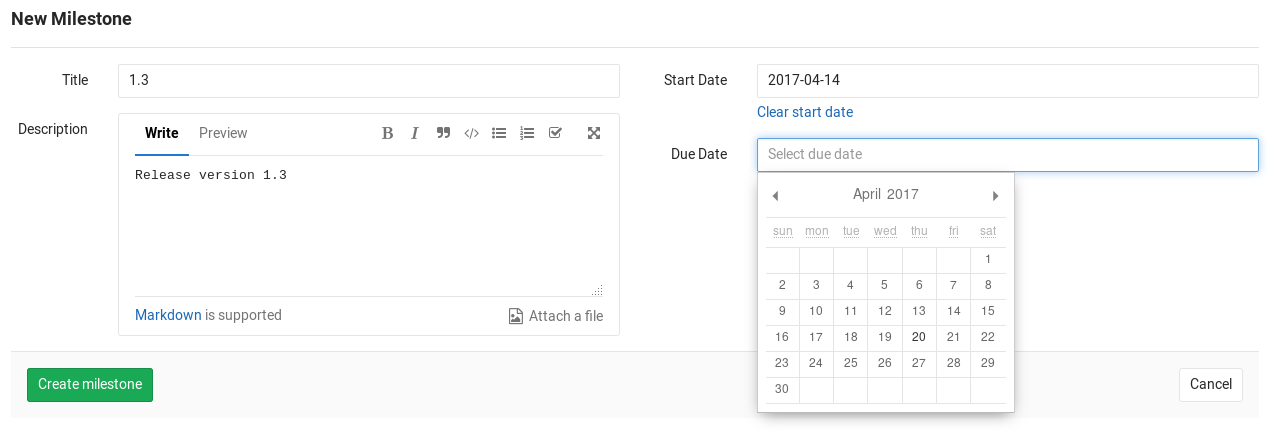 New Milestone
Title
1.3
Description
Write Preview
Release version 1.3
Markdown is supported
Attach a file
Start Date
2017-04-14
Clear start date
Due Date
Select due date
April 2017
sun mon tue wed thu fri sat
1
2 3 4 5 6 7 8
9 10 11 12 13 14 15
16 17 18 19 20 21 22
23 24 25 26 27 28 29
30
Create milestone
Cancel